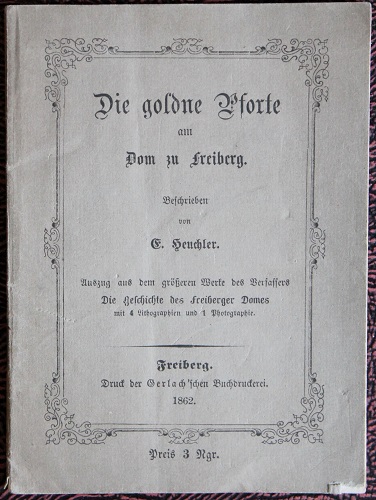 Die goldne Pforte
am
Dom zu Freiberg.
Beschrieben
von
E. Heuchler.
Auszug aus dem größeren Werke des Verfassers
Die Geschichte des Freiberger Domes
mit 4 Lithographien und 1 Photographie.
Freiberg.
Druck der Gerlach'schen Buchdruckerei.
1862.
Preis 3 Ngr.